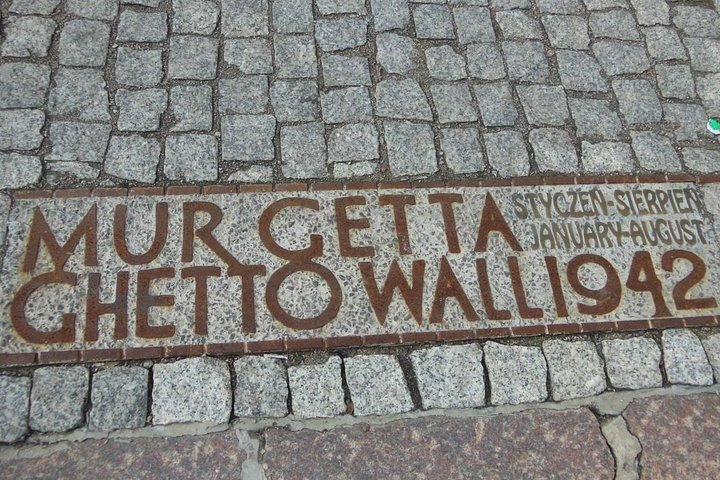 MUR GETTA STYCZEŃ-SIERPIEŃ
JANUARY-AUGUST
GHETTO WALL 1942